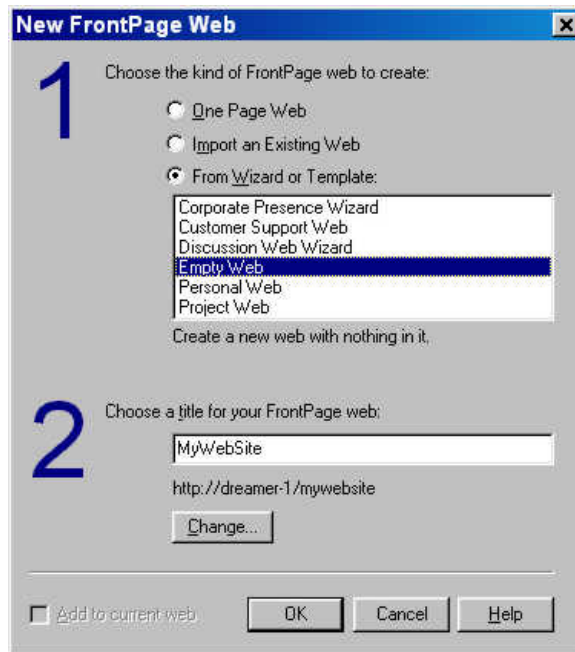 New FrontPage Web
1
Choose the kind of FrontPage web to create:
One Page Web
Import an Existing Web
From Wizard or Template:
Corporate Presence Wizard
Customer Support Web
Discussion Web Wizard
Empty Web
Personal Web
Project Web
Create a new web with nothing in it.
2
Choose a title for your FrontPage web:
MyWebSite
http://dreamer-1/mywebsite
Change...
Add to current web
OK Cancel Help